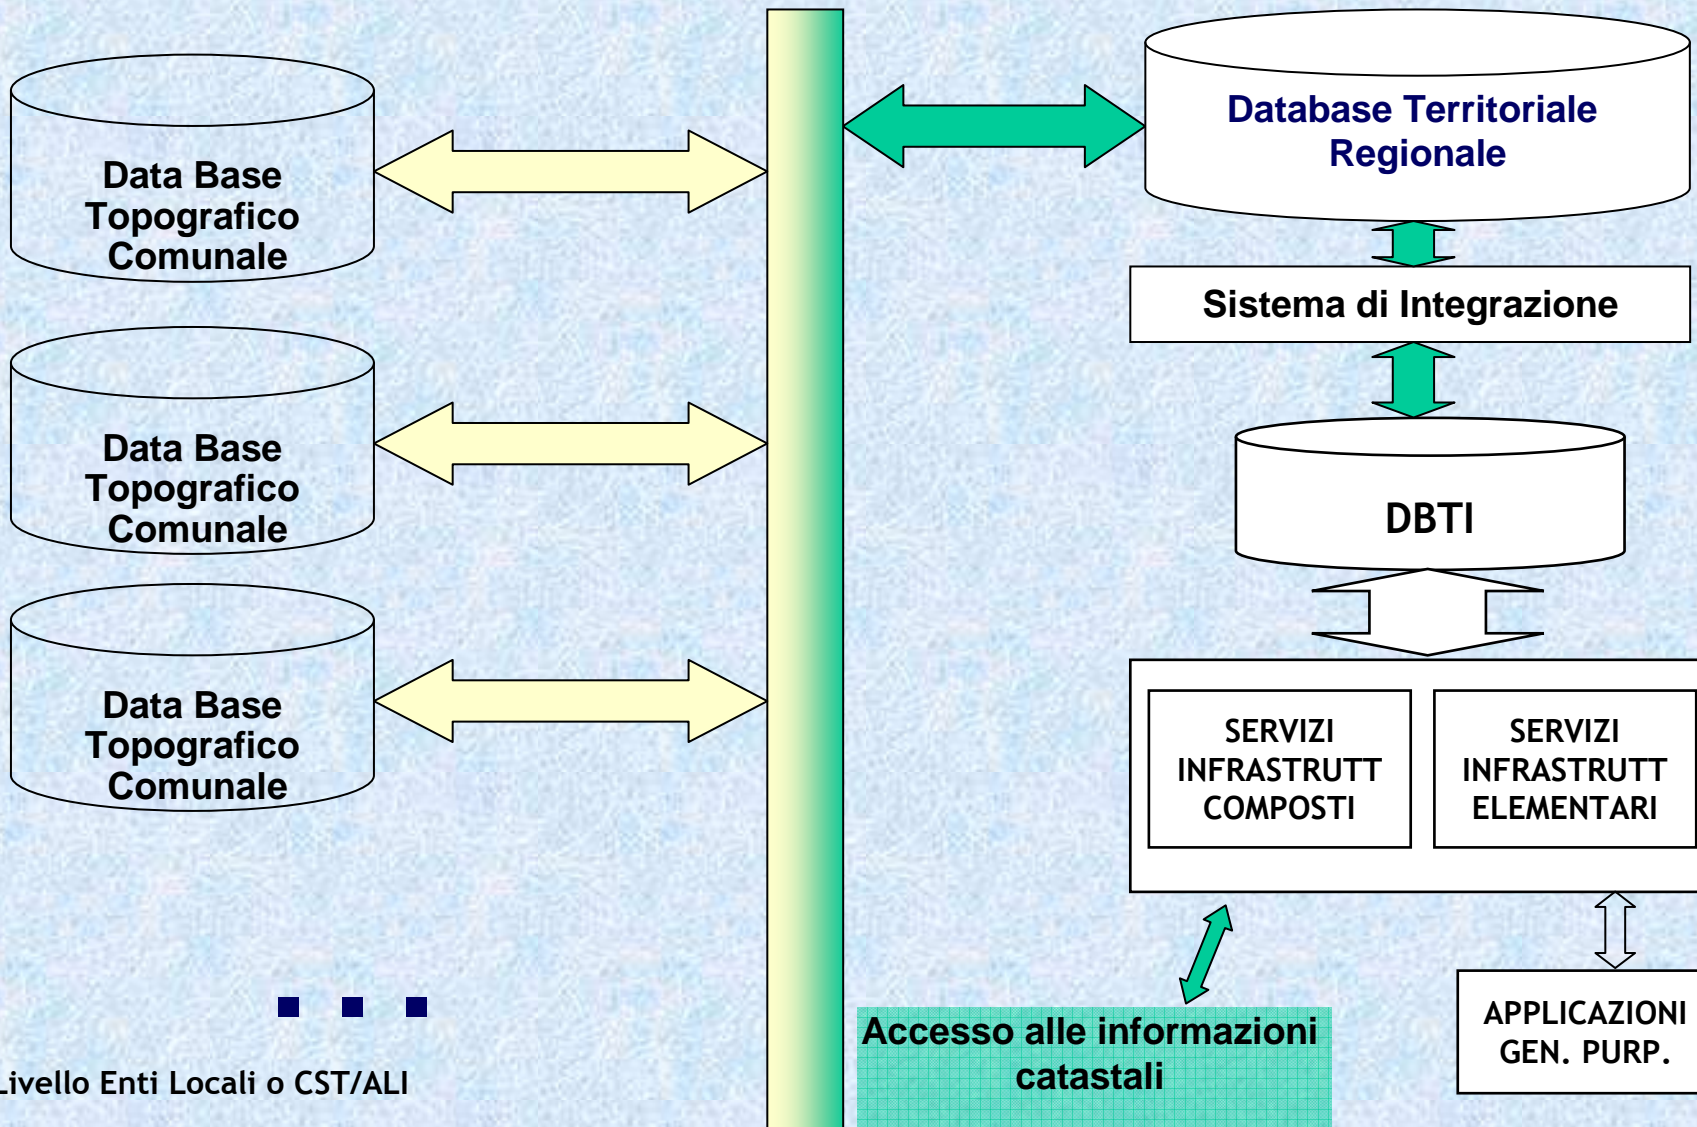 Data Base
Topografico
Comunale
Data Base
Topografico
Comunale
Data Base
Topografico
Comunale
Livello Enti Locali o CST/ALI
Database Territoriale
Regionale
Sistema di Integrazione
DBTI
SERVIZI
INFRASTRUTT
COMPOSTI
SERVIZI
INFRASTRUTT
ELEMENTARI
Accesso alle informazioni
catastali
APPLICAZIONI
GEN. PURP.